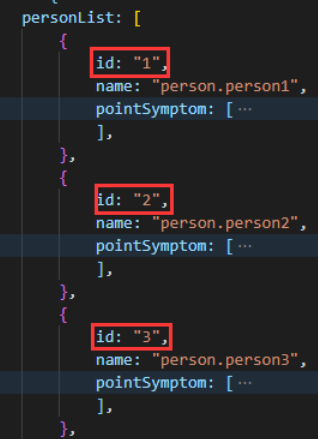 personList: [
{
id: "1",
name: "person.person1",
pointSymptom: [ ···
],
},
{
id: "2",
name: "person.person2",
pointSymptom: [ ···
],
},
{
id: "3",
name: "person.person3",
pointSymptom: [ ···
],
},